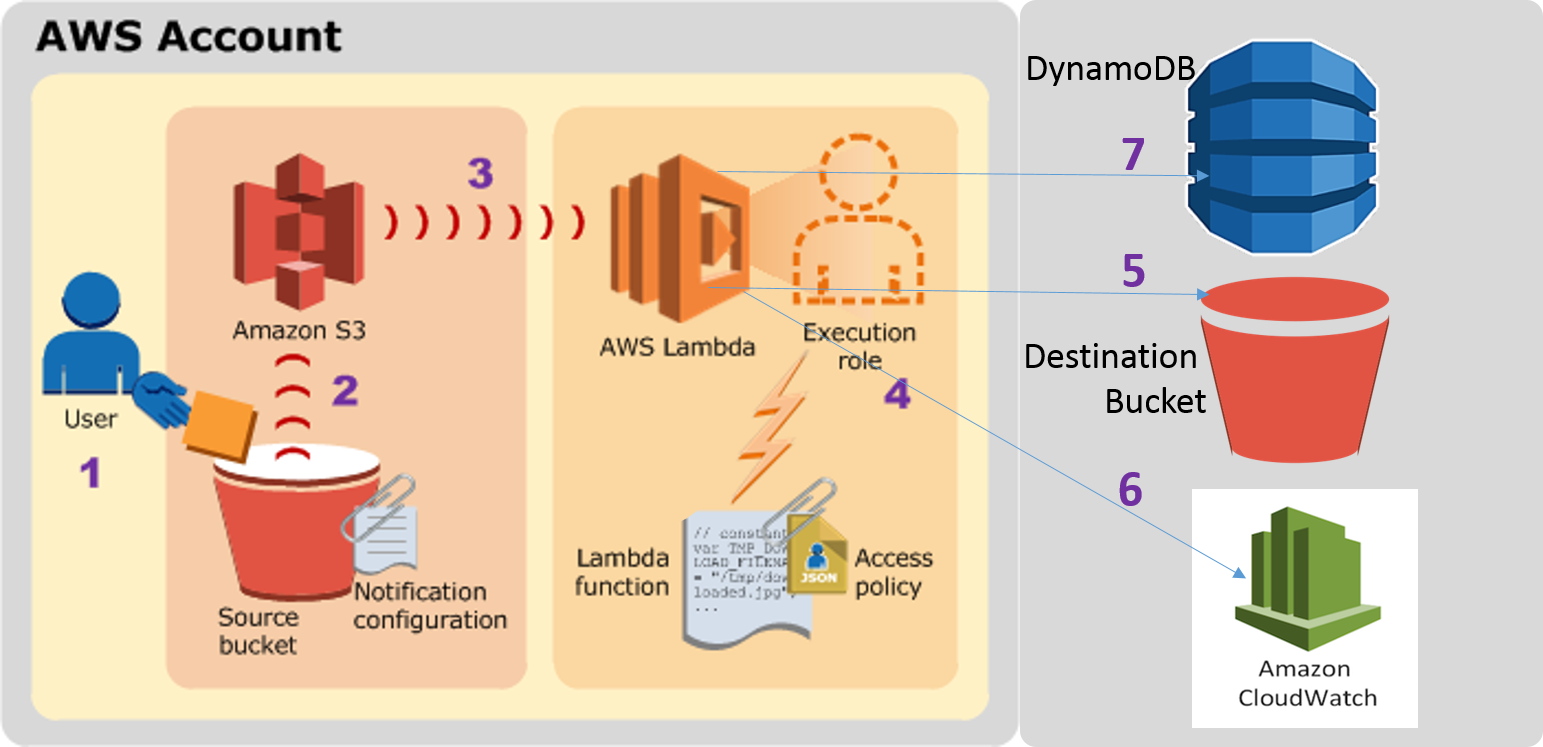 AWS Account
DynamoDB
7
3
Amazon S3
AWS Lambda
Execution
role
5
Destination
Bucket
2
4
User
1
6
// constant
var TMP_DOW
LOAD_FILENA
= "/tmp/dow
loaded.jpg"
...
JSON
Lambda
function
Access
policy
Notification
configuration
Source
bucket
Amazon
CloudWatch